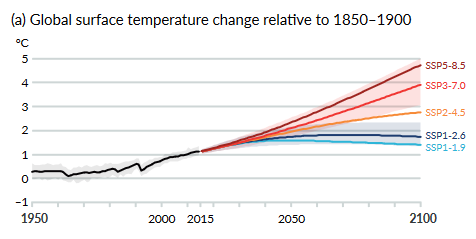 (a) Global surface temperature change relative to 1850–1900
°C
5
4
3
2
1
0
−1
SSP5-8.5
SSP3-7.0
SSP2-4.5
SSP1-2.6
SSP1-1.9
1950 2000 2015 2050 2100